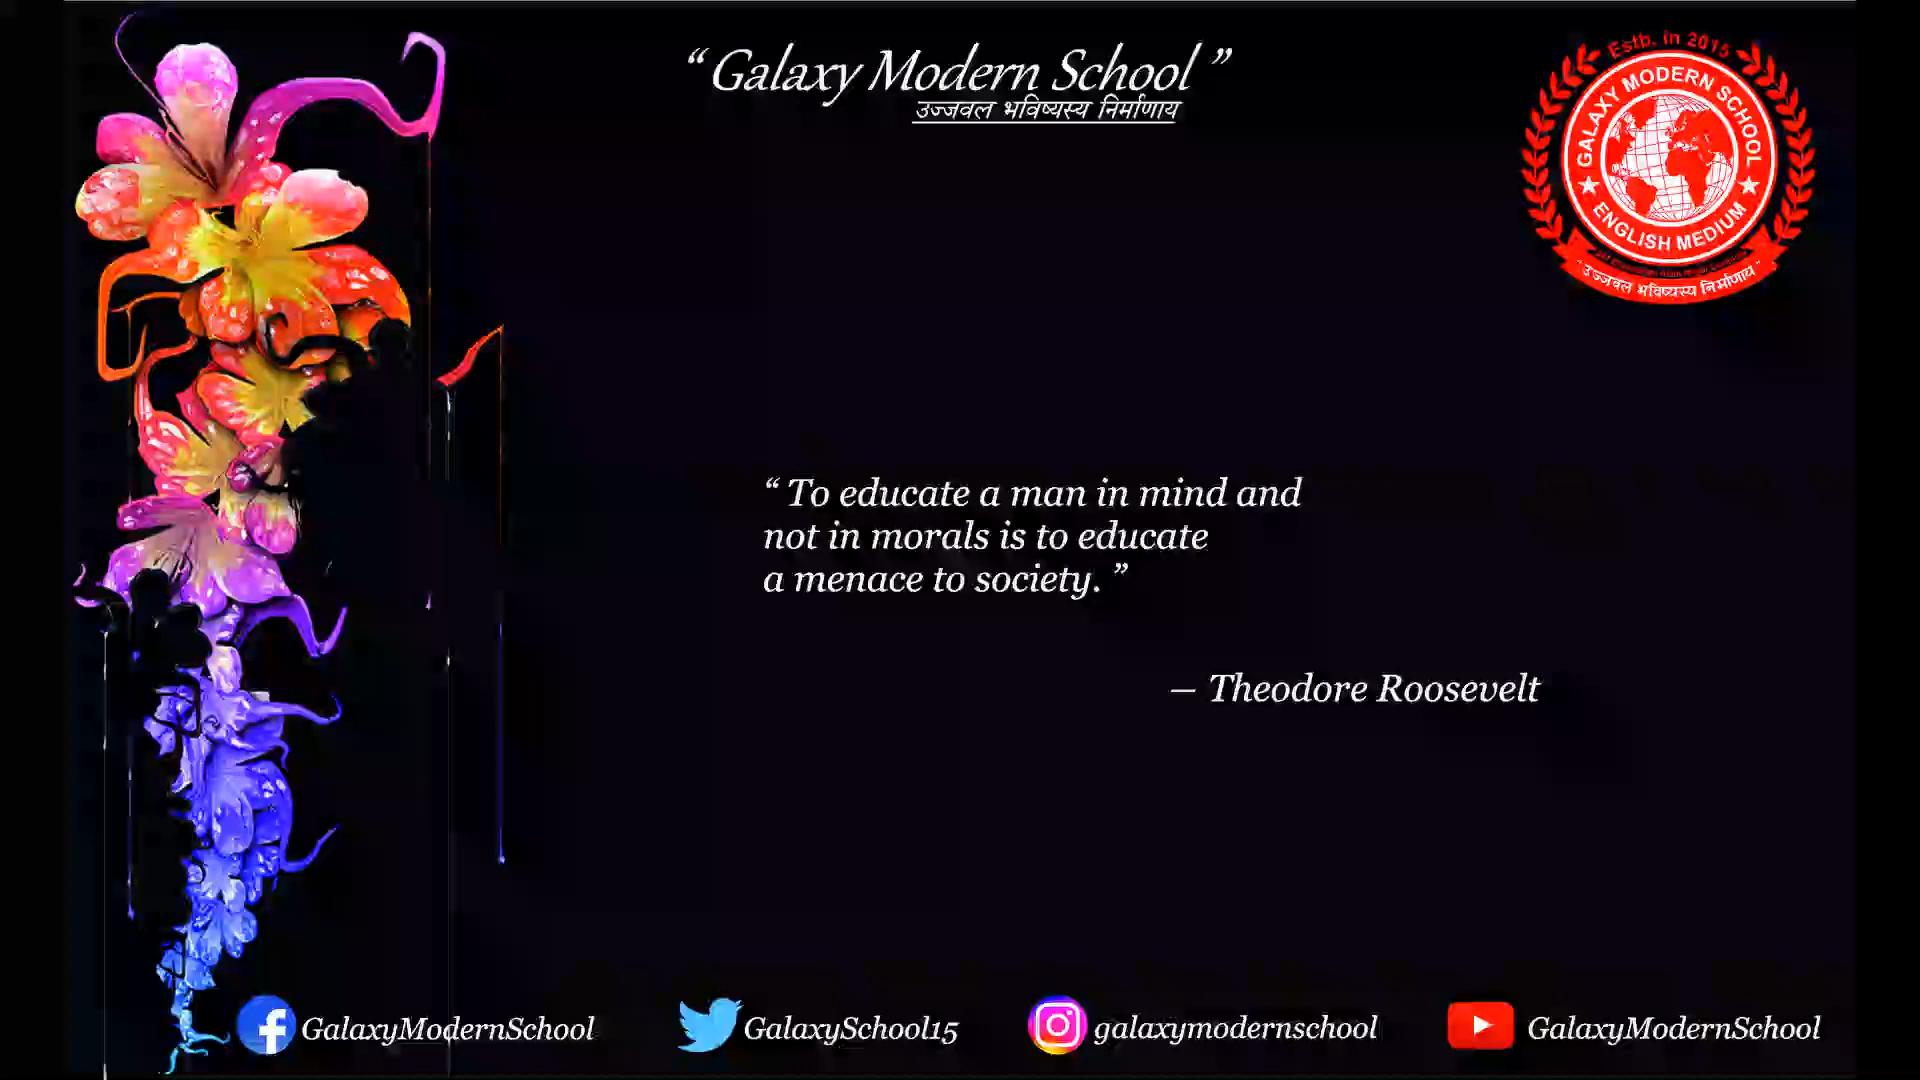 “ Galaxy Modern School ”
उज्जवल भविष्यस्य निर्माणाय
Estb. in 2015
GALAXY MODERN SCHOOL
ENGLISH MEDIUM
उज्जवल भविष्यस्य निर्माणाय
“ To educate a man in mind and
not in morals is to educate
a menace to society. ”
— Theodore Roosevelt
GalaxyModernSchool
GalaxySchool15
galaxymodernschool
GalaxyModernSchool